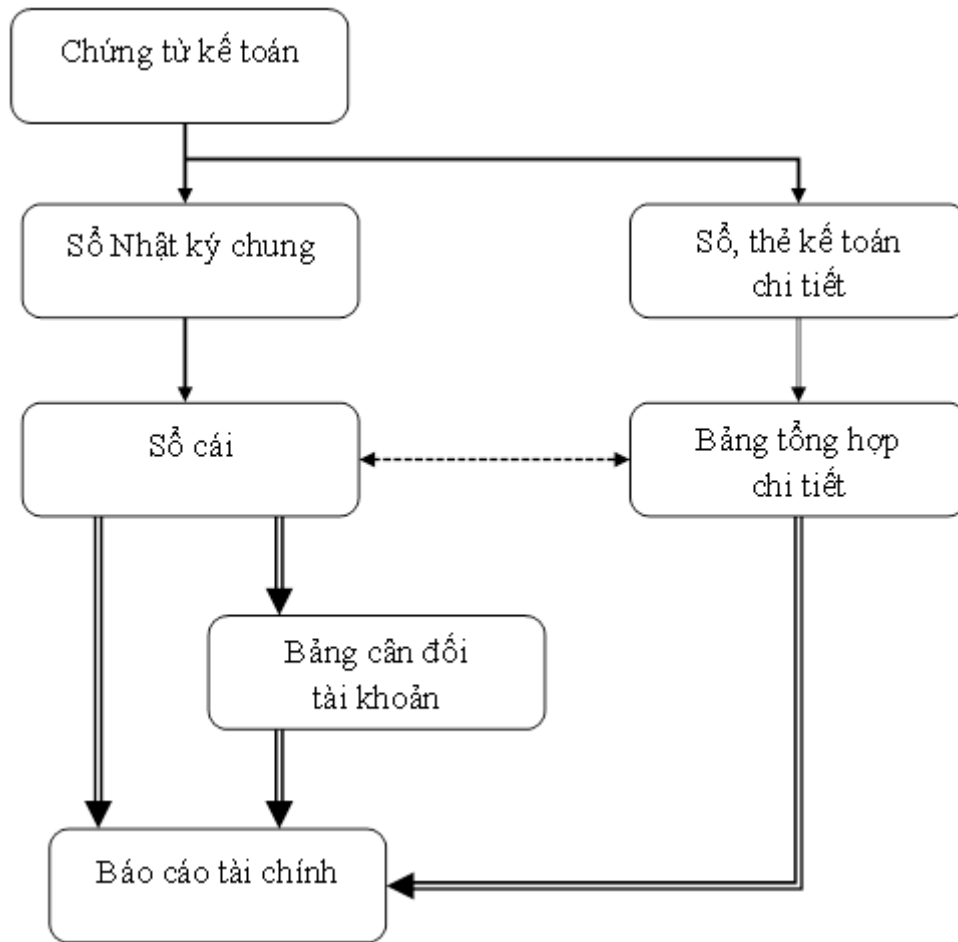 Chứng từ kế toán
Sổ Nhật ký chung
Sổ, thẻ kế toán
chi tiết
Sổ cái
Bảng tổng hợp
chi tiết
Bảng cân đối
tài khoản
Báo cáo tài chính